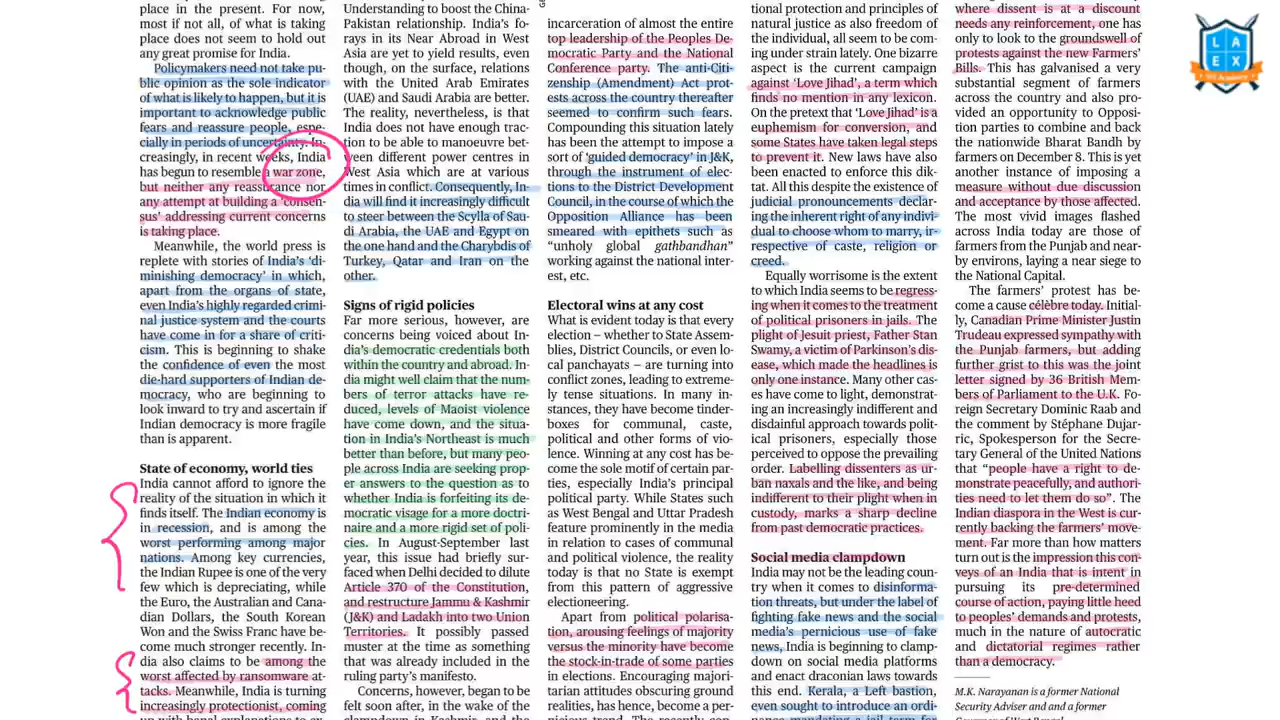 place in the present. For now,
most if not all, of what is taking
place does not seem to hold out
any great promise for India.
Policymakers need not take pu-
blic opinion as the sole indicator
of what is likely to happen, but it is
important to acknowledge public
fears and reassure people, espe-
cially in periods of uncertainty. In-
creasingly, in recent weeks, India
has begun to resemble a war zone,
but neither any reassurance nor
any attempt at building a 'consen-
sus' addressing current concerns
is taking place.
Meanwhile, the world press is
replete with stories of India's 'di-
minishing democracy' in which,
apart from the organs of state,
even India's highly regarded crimi-
nal justice system and the courts
have come in for a share of criti-
cism. This is beginning to shake
the confidence of even the most
die-hard supporters of Indian de-
mocracy, who are beginning to
look inward to try and ascertain if
Indian democracy is more fragile
than is apparent.
State of economy, world ties
India cannot afford to ignore the
reality of the situation in which it
finds itself. The Indian economy is
in recession, and is among the
worst performing among major
nations. Among key currencies,
the Indian Rupee is one of the very
few which is depreciating, while
the Euro, the Australian and Cana-
dian Dollars, the South Korean
Won and the Swiss Franc have be-
come much stronger recently. In-
dia also claims to be among the
worst affected by ransomware at-
tacks. Meanwhile, India is turning
increasingly protectionist, coming
Understanding to boost the China-
Pakistan relationship. India's fo-
rays in its Near Abroad in West
Asia are yet to yield results, even
though, on the surface, relations
with the United Arab Emirates
(UAE) and Saudi Arabia are better.
The reality, nevertheless, is that
India does not have enough trac-
tion to be able to manoeuvre bet-
ween different power centres in
West Asia which are at various
times in conflict. Consequently, In-
dia will find it increasingly difficult
to steer between the Scylla of Sau-
di Arabia, the UAE and Egypt on
the one hand and the Charybdis of
Turkey, Qatar and Iran on the
other.
Signs of rigid policies
Far more serious, however, are
concerns being voiced about In-
dia's democratic credentials both
within the country and abroad. In-
dia might well claim that the num-
bers of terror attacks have re-
duced, levels of Maoist violence
have come down, and the situa-
tion in India's Northeast is much
better than before, but many peo-
ple across India are seeking prop-
er answers to the question as to
whether India is forfeiting its de-
mocratic visage for a more doctri-
naire and a more rigid set of poli-
cies. In August-September last
year, this issue had briefly sur-
faced when Delhi decided to dilute
Article 370 of the Constitution,
and restructure Jammu & Kashmir
(J&K) and Ladakh into two Union
Territories. It possibly passed
muster at the time as something
that was already included in the
ruling party's manifesto.
Concerns, however, began to be
felt soon after, in the wake of the
clampdown in Kashmir, and the
incarceration of almost the entire
top leadership of the Peoples De-
mocratic Party and the National
Conference party. The anti-Citi-
zenship (Amendment) Act prot-
ests across the country thereafter
seemed to confirm such fears.
Compounding this situation lately
has been the attempt to impose a
sort of 'guided democracy' in J&K,
through the instrument of elec-
tions to the District Development
Council, in the course of which the
Opposition Alliance has been
smeared with epithets such as
"unholy global gathbandhan"
working against the national inter-
est, etc.
Electoral wins at any cost
What is evident today is that every
election – whether to State Assem-
blies, District Councils, or even lo-
cal panchayats – are turning into
conflict zones, leading to extreme-
ly tense situations. In many in-
stances, they have become tinder-
boxes for communal, caste,
political and other forms of vio-
lence. Winning at any cost has be-
come the sole motif of certain par-
ties, especially India's principal
political party. While States such
as West Bengal and Uttar Pradesh
feature prominently in the media
in relation to cases of communal
and political violence, the reality
today is that no State is exempt
from this pattern of aggressive
electioneering.
Apart from political polarisa-
tion, arousing feelings of majority
versus the minority have become
the stock-in-trade of some parties
in elections. Encouraging majori-
tarian attitudes obscuring ground
realities, has, hence, become a per-
tional protection and principles of
natural justice as also freedom of
the individual, all seem to be com-
ing under strain lately. One bizarre
aspect is the current campaign
against 'Love Jihad', a term which
finds no mention in any lexicon.
On the pretext that 'Love Jihad' is a
euphemism for conversion, and
some States have taken legal steps
to prevent it. New laws have also
been enacted to enforce this dik-
tat. All this despite the existence of
judicial pronouncements declar-
ing the inherent right of any indivi-
dual to choose whom to marry, ir-
respective of caste, religion or
creed.
Equally worrisome is the extent
to which India seems to be regress-
ing when it comes to the treatment
of political prisoners in jails. The
plight of Jesuit priest, Father Stan
Swamy, a victim of Parkinson's dis-
ease, which made the headlines is
only one instance. Many other cas-
es have come to light, demonstrat-
ing an increasingly indifferent and
disdainful approach towards polit-
ical prisoners, especially those
perceived to oppose the prevailing
order. Labelling dissenters as ur-
ban naxals and the like, and being
indifferent to their plight when in
custody, marks a sharp decline
from past democratic practices.
Social media clampdown
India may not be the leading coun-
try when it comes to disinforma-
tion threats, but under the label of
fighting fake news and the social
media's pernicious use of fake
news, India is beginning to clamp-
down on social media platforms
and enact draconian laws towards
this end. Kerala, a Left bastion,
even sought to introduce an ordi-
where dissent is at a discount
needs any reinforcement, one has
only to look to the groundswell of
protests against the new Farmers'
Bills. This has galvanised a very
substantial segment of farmers
across the country and also pro-
vided an opportunity to Opposi-
tion parties to combine and back
the nationwide Bharat Bandh by
farmers on December 8. This is yet
another instance of imposing a
measure without due discussion
and acceptance by those affected.
The most vivid images flashed
across India today are those of
farmers from the Punjab and near-
by environs, laying a near siege to
the National Capital.
The farmers' protest has be-
come a cause célèbre today. Initial-
ly, Canadian Prime Minister Justin
Trudeau expressed sympathy with
the Punjab farmers, but adding
further grist to this was the joint
letter signed by 36 British Mem-
bers of Parliament to the U.K. Fo-
reign Secretary Dominic Raab and
the comment by Stéphane Dujar-
ric, Spokesperson for the Secre-
tary General of the United Nations
that "people have a right to de-
monstrate peacefully, and authori-
ties need to let them do so". The
Indian diaspora in the West is cu-
rrently backing the farmers' move-
ment. Far more than how matters
turn out is the impression this con-
veys of an India that is intent in
pursuing its pre-determined
course of action, paying little heed
to peoples' demands and protests,
much in the nature of autocratic
and dictatorial regimes rather
than a democracy.
M.K. Narayanan is a former National
Security Adviser and and a former
LA
EX